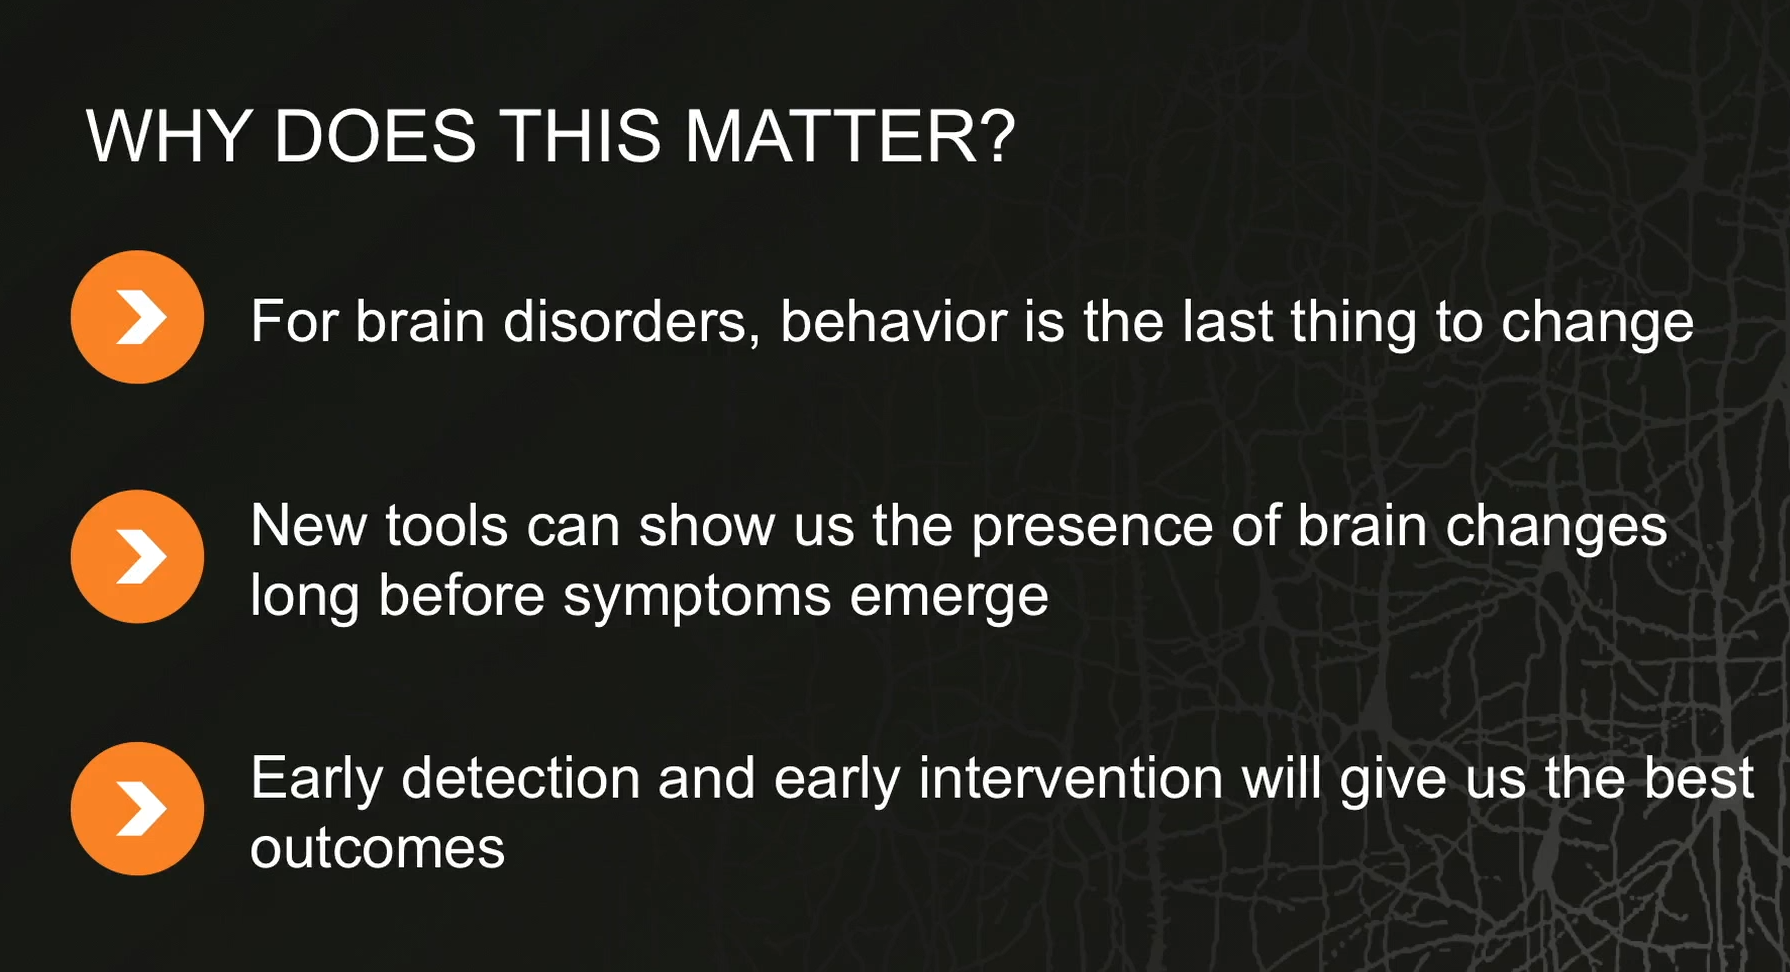 WHY DOES THIS MATTER?
For brain disorders, behavior is the last thing to change
New tools can show us the presence of brain changes
long before symptoms emerge
Early detection and early intervention will give us the best
outcomes